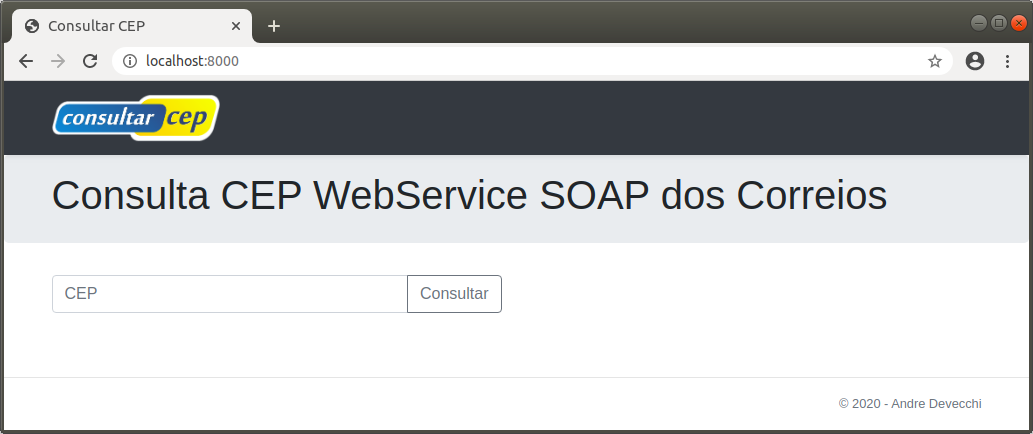 Consultar CEP
localhost:8000
consultar cep
Consulta CEP WebService SOAP dos Correios
CEP
Consultar
© 2020 - Andre Devecchi